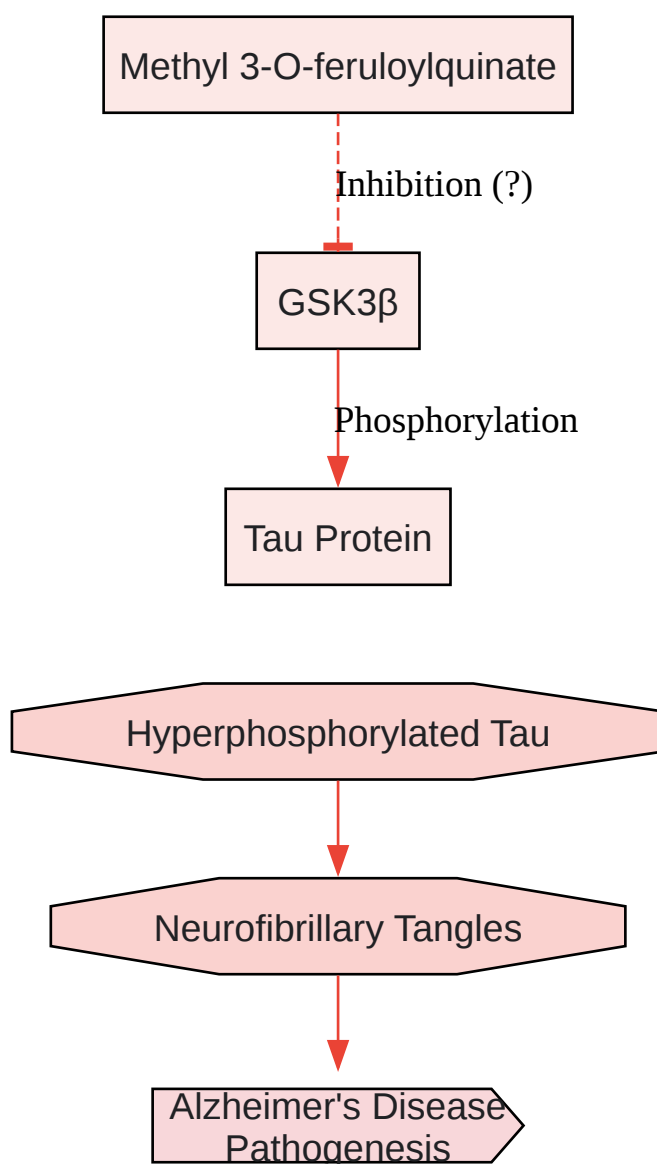 Methyl 3-O-feruloylquinate
Inhibition (?)
GSK3β
Phosphorylation
Tau Protein
Hyperphosphorylated Tau
Neurofibrillary Tangles
Alzheimer's Disease
Pathogenesis